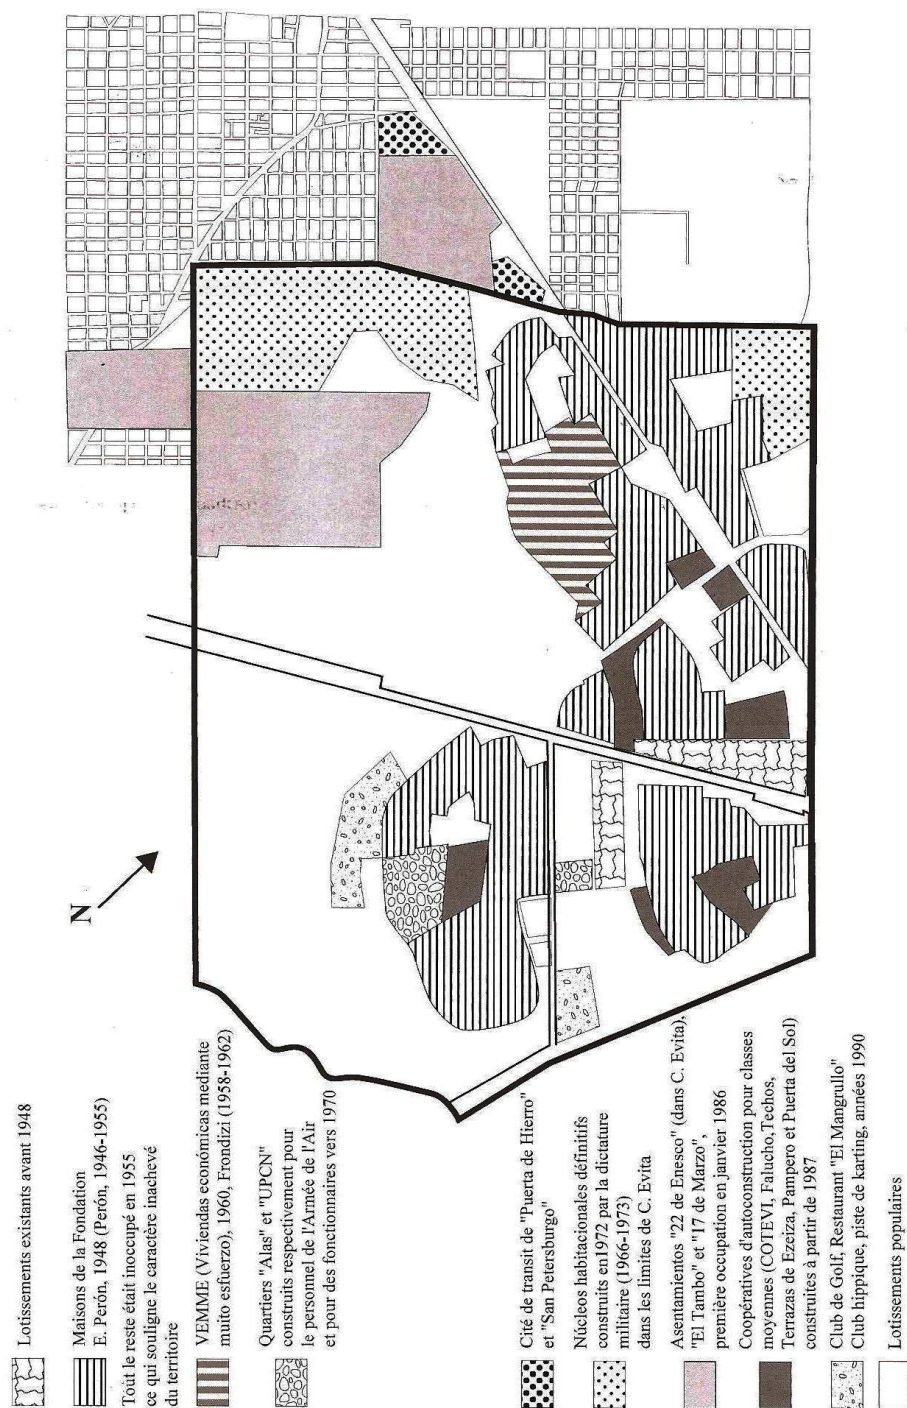 N
Lotissements existants avant 1948
Maisons de la Fondation
E. Perón, 1948 (Perón, 1946-1955)
Tout le reste était inoccupé en 1955
ce qui souligne le caractère inachevé
du territoire
VEMME (Viviendas económicas mediante
muito esfuerzo), 1960, Frondizi (1958-1962)
Quartiers "Alas" et "UPCN"
construits respectivement pour
le personnel de l'Armée de l'Air
et pour des fonctionnaires vers 1970
Cité de transit de "Puerta de Hierro"
et "San Petersburgo"
Núcleos habitacionales définitifs
construits en1972 par la dictature
militaire (1966-1973)
dans les limites de C. Evita
Asentamientos "22 de Enesco" (dans C. Evita),
"El Tambo" et "17 de Marzo",
première occupation en janvier 1986
Coopératives d'autoconstruction pour classes
moyennes (COTEVI, Falucho,Techos,
Terrazas de Ezeiza, Pampero et Puerta del Sol)
construites à partir de 1987
Club de Golf, Restaurant "El Mangrullo"
Club hippique, piste de karting, années 1990
Lotissements populaires